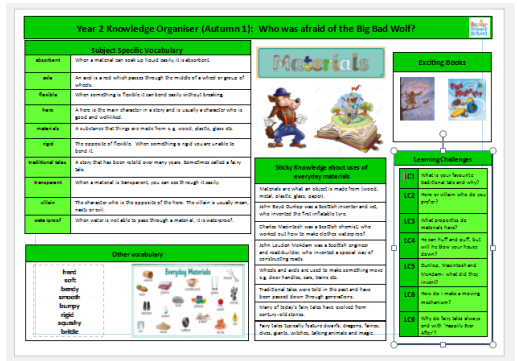 Year 2 Knowledge Organiser (Autumn 1): Who was afraid of the Big Bad Wolf?
Subject Specific Vocabulary
absorbent When a material can soak up liquid easily, it is absorbent.
axle An axel is a rod which passes through the middle of a wheel or group of
wheels.
flexible When something is flexible it can bend easily without breaking.
hero A hero is the main character in a story and is usually a character who is
good and well-liked.
materials A substance that things are made from e.g. wood, plastic, glass etc.
rigid The opposite of flexible. When something is rigid you are unable to
bend it.
traditional tales A story that has been retold over many years. Sometimes called a fairy
tale.
transparent When a material is transparent, you can see through it easily.
villain The character who is the opposite of the hero. The villain is usually mean,
nasty or evil.
waterproof When water is not able to pass through a material, it is waterproof.
Other vocabulary
hard
soft
bendy
smooth
bumpy
rigid
squashy
brittle
Everyday Materials
Materials
Sticky Knowledge about uses of
everyday materials
Materials are what an object is made from (wood,
metal, plastic, glass, paper).
John Boyd Dunlop was a Scottish inventor and vet,
who invented the first inflatable tyre.
Charles Macintosh was a Scottish chemist, who
worked out how to make clothes waterproof.
John Loudon McAdam was a Scottish engineer
and road-builder, who invented a special way of
constructing roads.
Wheels and axels are used to make something move
e.g. door handles, cars, trains etc.
Traditional tales were told in the past and have
been passed down through generations.
Many of today's fairy tales have evolved from
century-old stories.
Fairy tales typically feature dwarfs, dragons, fairies,
elves, giants, witches, talking animals and magic.
Exciting Books
Learning Challenges
LC1 What is your favourite
traditional tale and why?
LC2 Hero or villain who do you
prefer?
LC3 What properties do
materials have?
LC4 He can huff and puff, but
will he blow your house
down?
LC5 Dunlop, Macintosh and
McAdam- what did they
invent?
LC6 How do I make a moving
mechanism?
LC6 Why do fairy tales always
end with 'Happily Ever
After'?